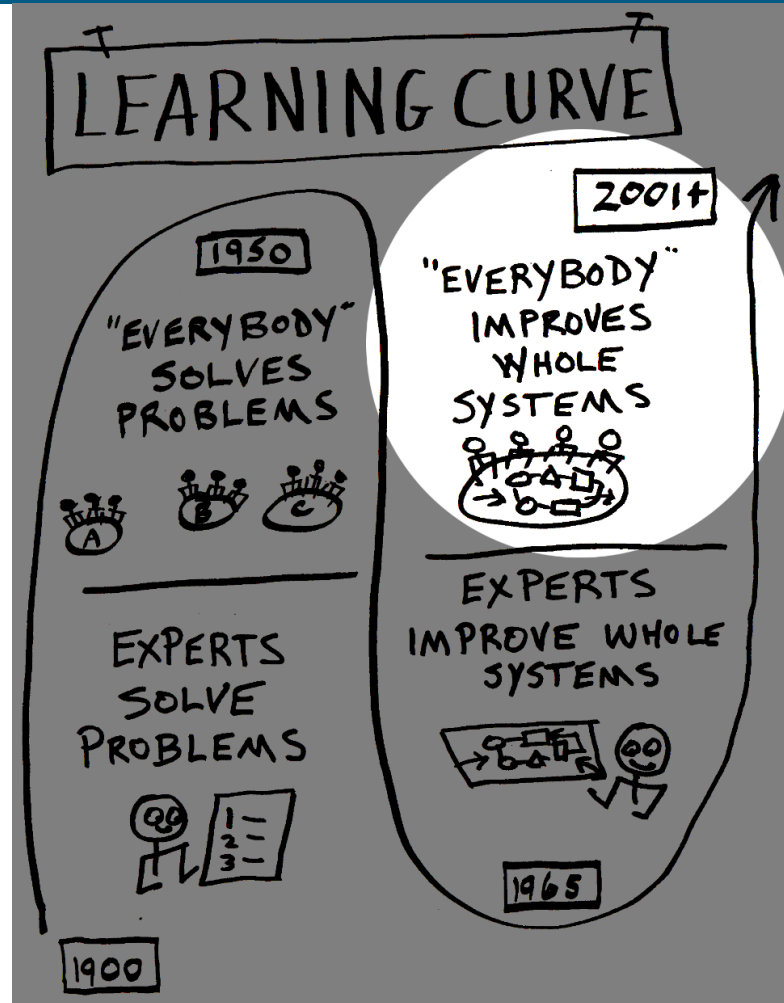 LEARNING CURVE
1950
"EVERYBODY"
SOLVES
PROBLEMS
A
B
C
EXPERTS
SOLVE
PROBLEMS
1 —
2 —
3 —
1900
2001+
"EVERYBODY"
IMPROVES
WHOLE
SYSTEMS
EXPERTS
IMPROVE WHOLE
SYSTEMS
1965